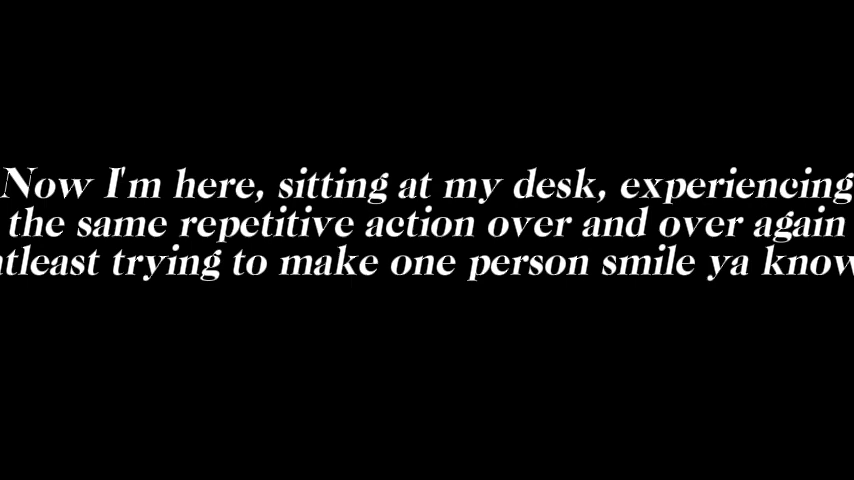 Now I'm here, sitting at my desk, experiencing
the same repetitive action over and over again
atleast trying to make one person smile ya know